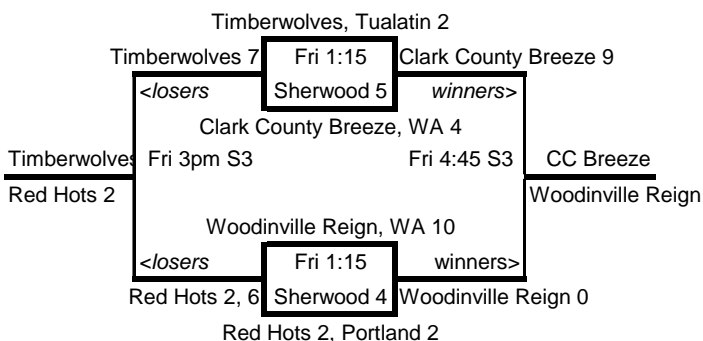 Timberwolves, Tualatin 2
Timberwolves 7 Fri 1:15 Clark County Breeze 9
<losers Sherwood 5 winners>
Clark County Breeze, WA 4
Timberwolves Fri 3pm S3 Fri 4:45 S3 CC Breeze
Red Hots 2 Woodinville Reign
Woodinville Reign, WA 10
<losers Fri 1:15 winners>
Red Hots 2, 6 Sherwood 4 Woodinville Reign 0
Red Hots 2, Portland 2